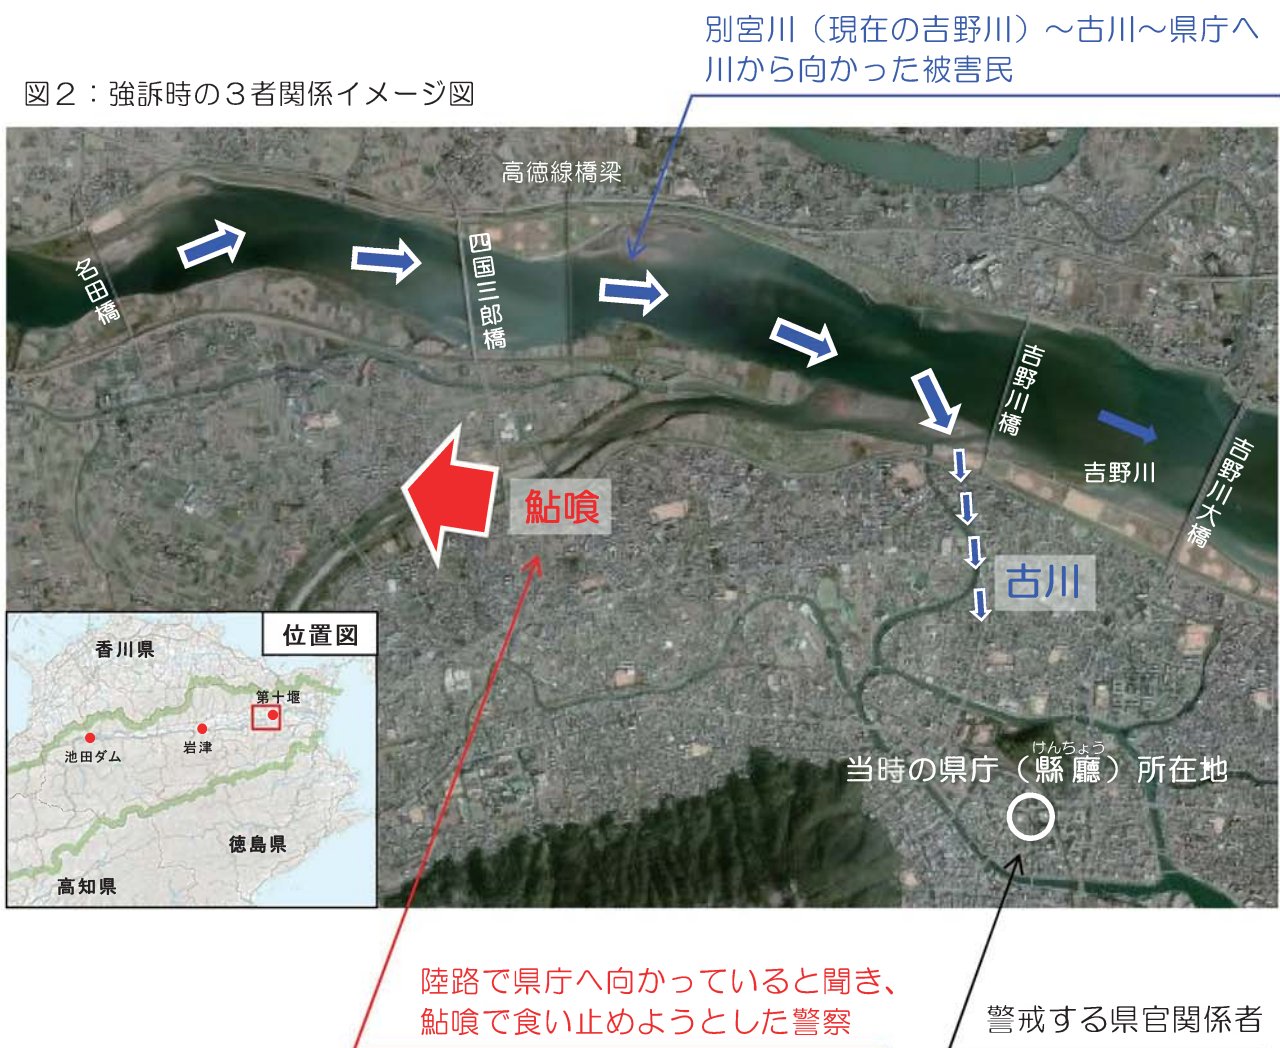 別宮川（現在の吉野川）～古川～県庁へ
川から向かった被害民
図２：強訴時の３者関係イメージ図
高徳線橋梁
名田橋
四国三郎橋
吉野川橋
吉野川
吉野川大橋
鮎喰
古川
位置図
香川県
第十堰
岩津
池田ダム
徳島県
高知県
けんちょう
当時の県庁（縣廳）所在地
陸路で県庁へ向かっていると聞き、
鮎喰で食い止めようとした警察
警戒する県官関係者